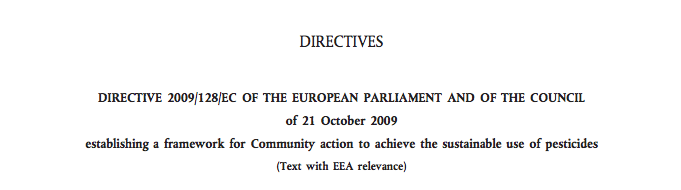 DIRECTIVES
DIRECTIVE 2009/128/EC OF THE EUROPEAN PARLIAMENT AND OF THE COUNCIL
of 21 October 2009
establishing a framework for Community action to achieve the sustainable use of pesticides
(Text with EEA relevance)